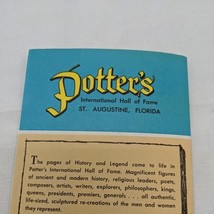 Potter's
International Hall of Fame
ST. AUGUSTINE, FLORIDA
The pages of History and Legend come to life in
Potter's International Hall of Fame. Magnificent figures
of ancient and modern history, religious leaders, poets,
composers, artists, writers, explorers, philosophers, kings,
queens, presidents, premiers, generals . . . all authentic,
life-size, sculptured re-creations of the men and women
they represent.